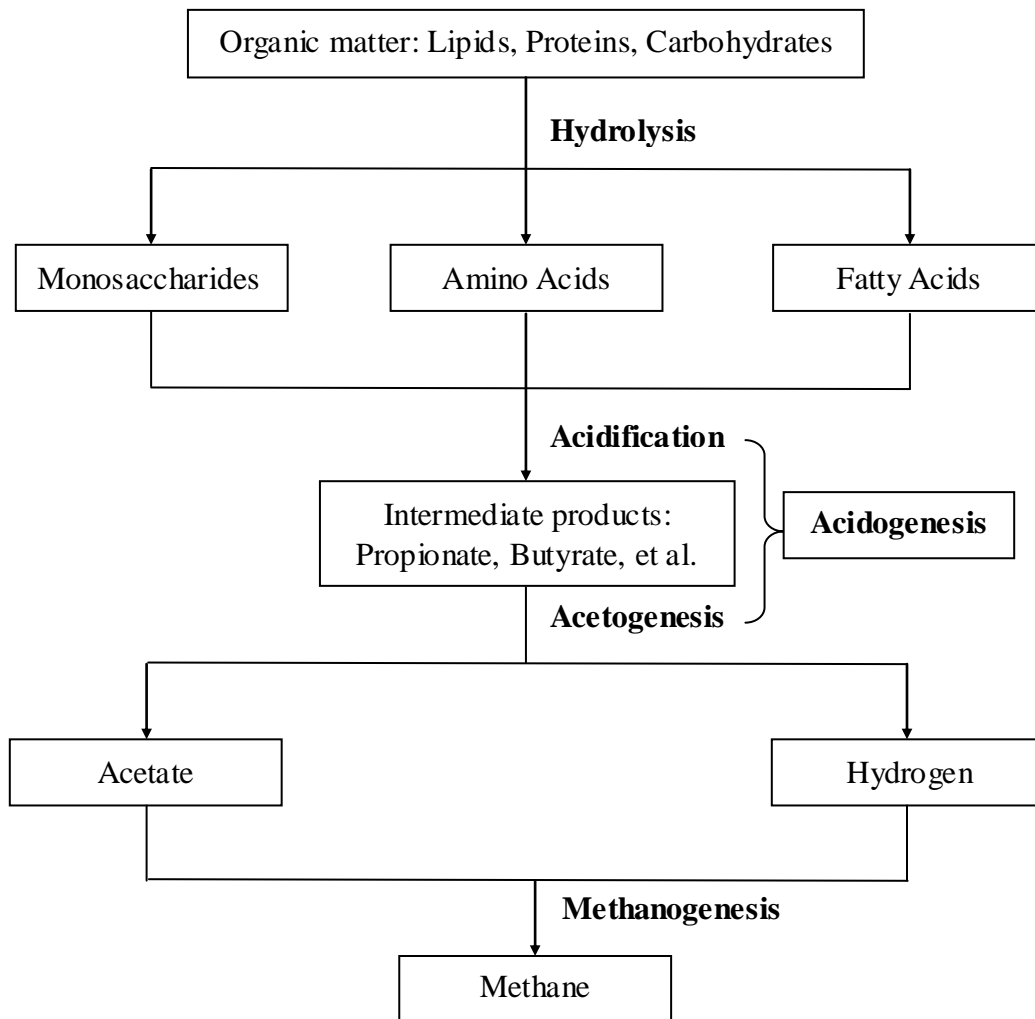 Organic matter: Lipids, Proteins, Carbohydrates
Hydrolysis
Monosaccharides
Amino Acids
Fatty Acids
Acidification
Intermediate products:
Propionate, Butyrate, et al.
Acidogenesis
Acetogenesis
Acetate
Hydrogen
Methanogenesis
Methane